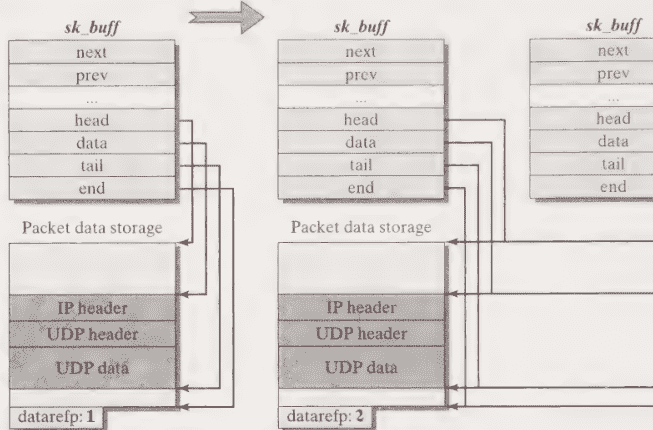 sk_buff
next
prev
...
head
data
tail
end
Packet data storage
IP header
UDP header
UDP data
datarefp: 1
sk_buff
next
prev
...
head
data
tail
end
Packet data storage
IP header
UDP header
UDP data
datarefp: 2
sk_buff
next
prev
...
head
data
tail
end